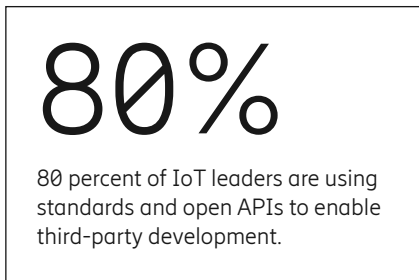 80%
80 percent of IoT leaders are using
standards and open APIs to enable
third-party development.